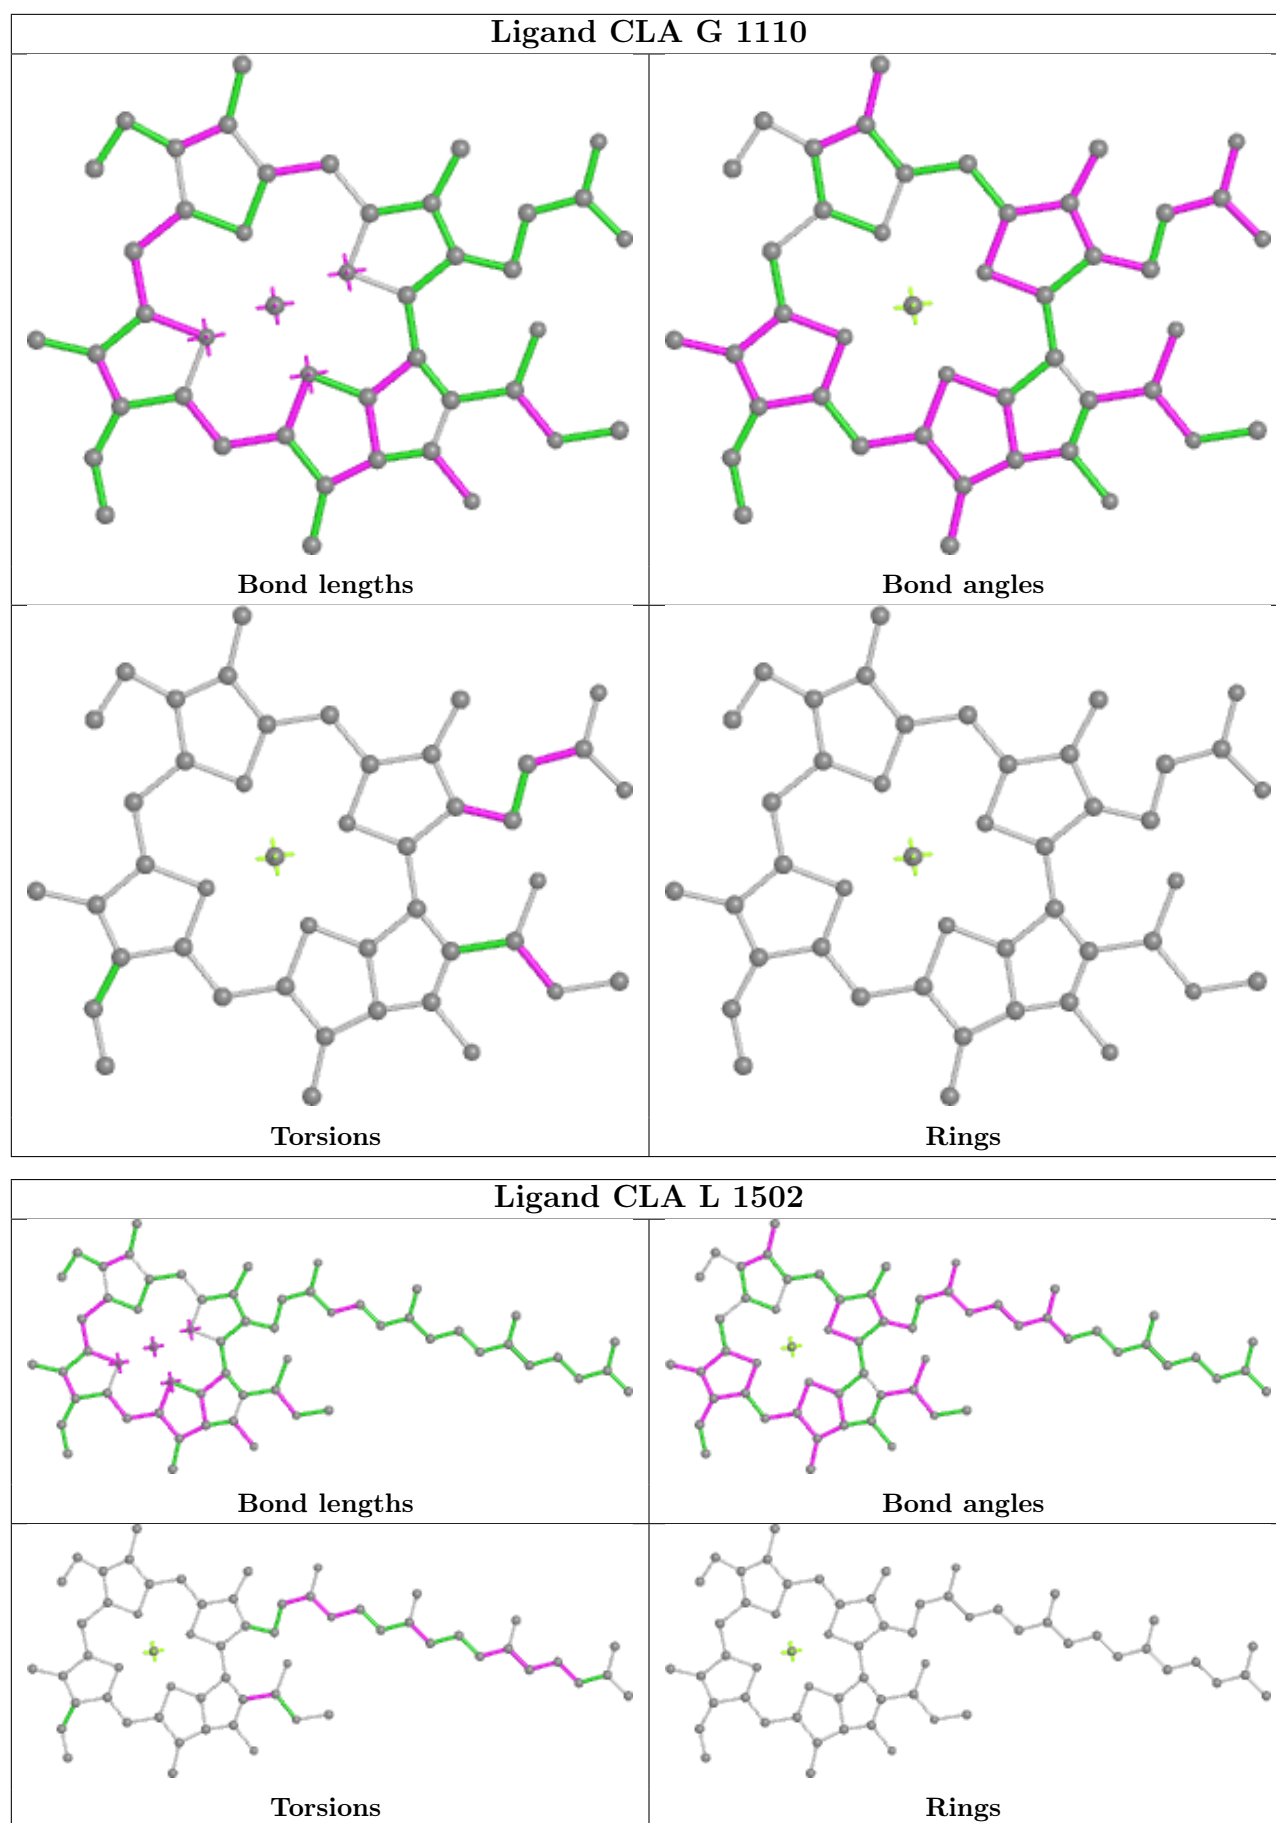 Ligand CLA G 1110
Bond lengths
Bond angles
Torsions
Rings
Ligand CLA L 1502
Bond lengths
Bond angles
Torsions
Rings